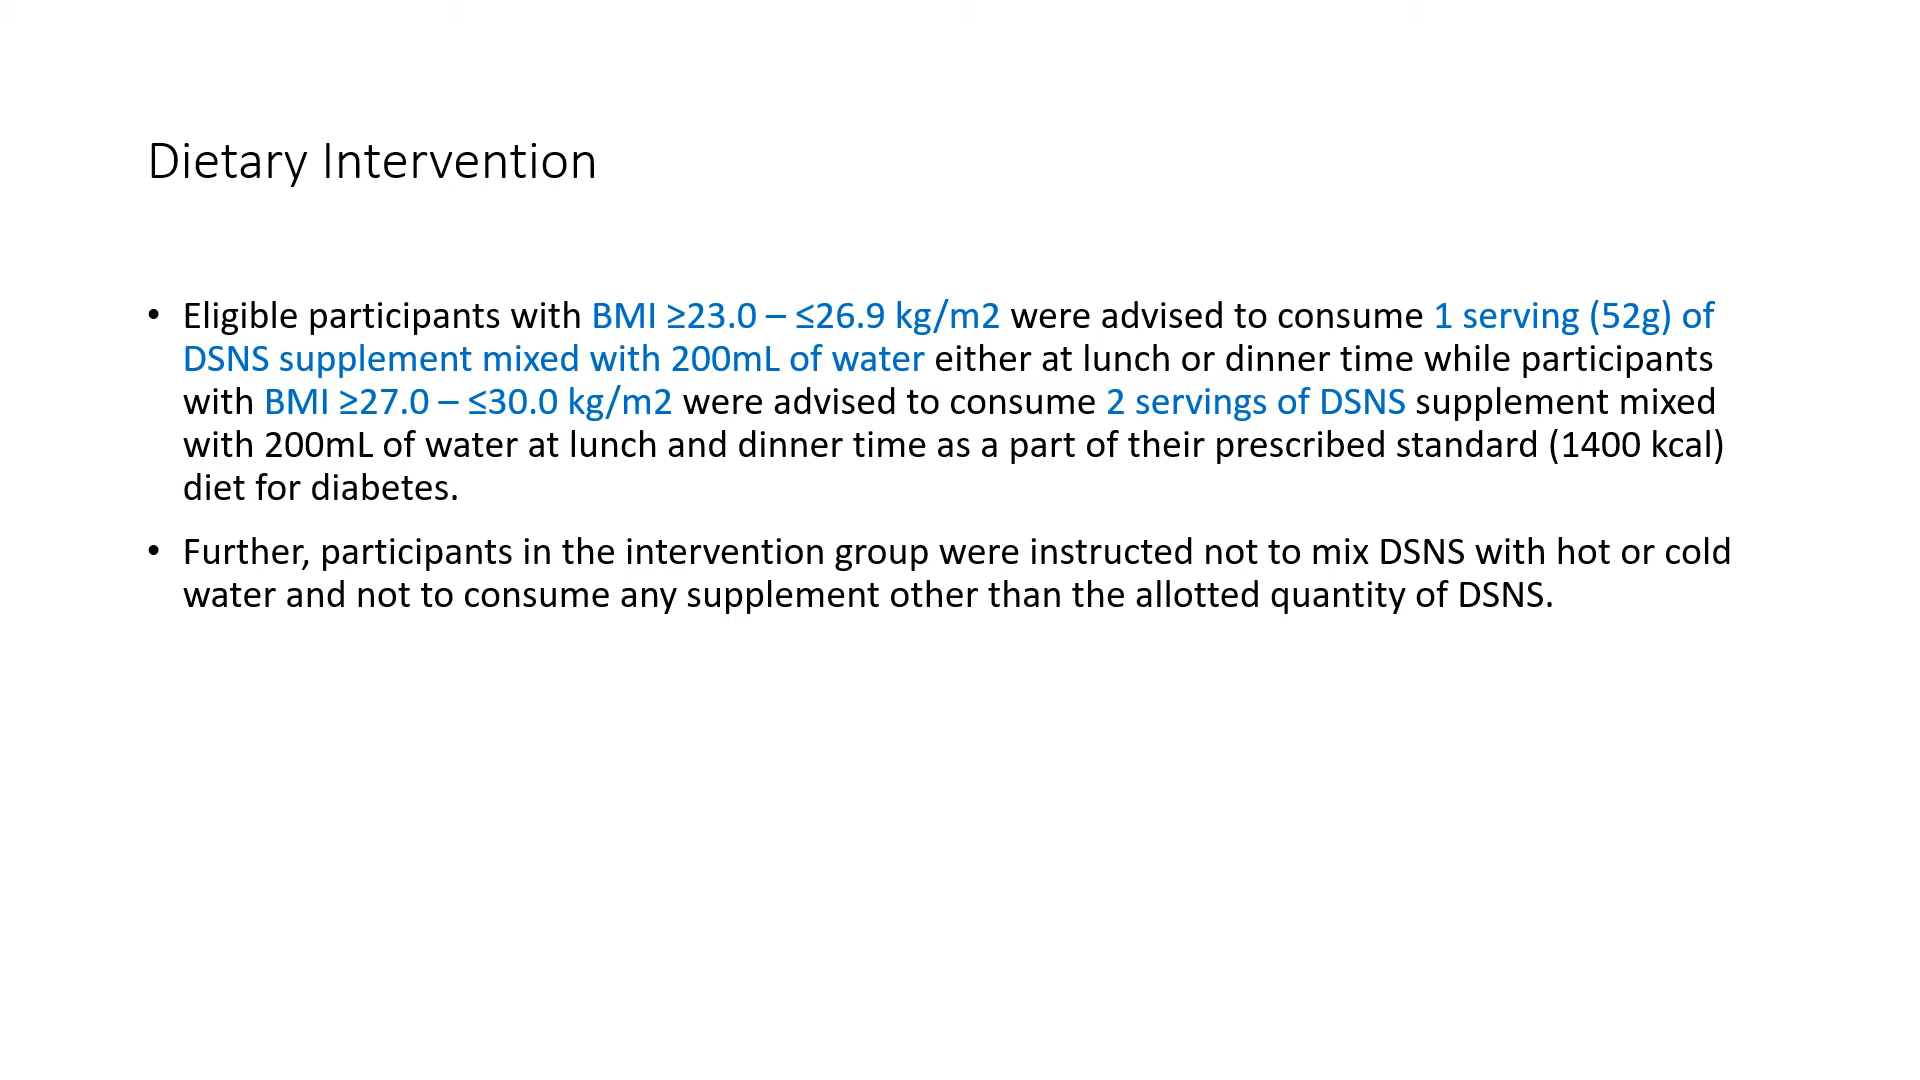 Dietary Intervention
• Eligible participants with BMI ≥23.0 – ≤26.9 kg/m2 were advised to consume 1 serving (52g) of
DSNS supplement mixed with 200mL of water either at lunch or dinner time while participants
with BMI ≥27.0 – ≤30.0 kg/m2 were advised to consume 2 servings of DSNS supplement mixed
with 200mL of water at lunch and dinner time as a part of their prescribed standard (1400 kcal)
diet for diabetes.
• Further, participants in the intervention group were instructed not to mix DSNS with hot or cold
water and not to consume any supplement other than the allotted quantity of DSNS.